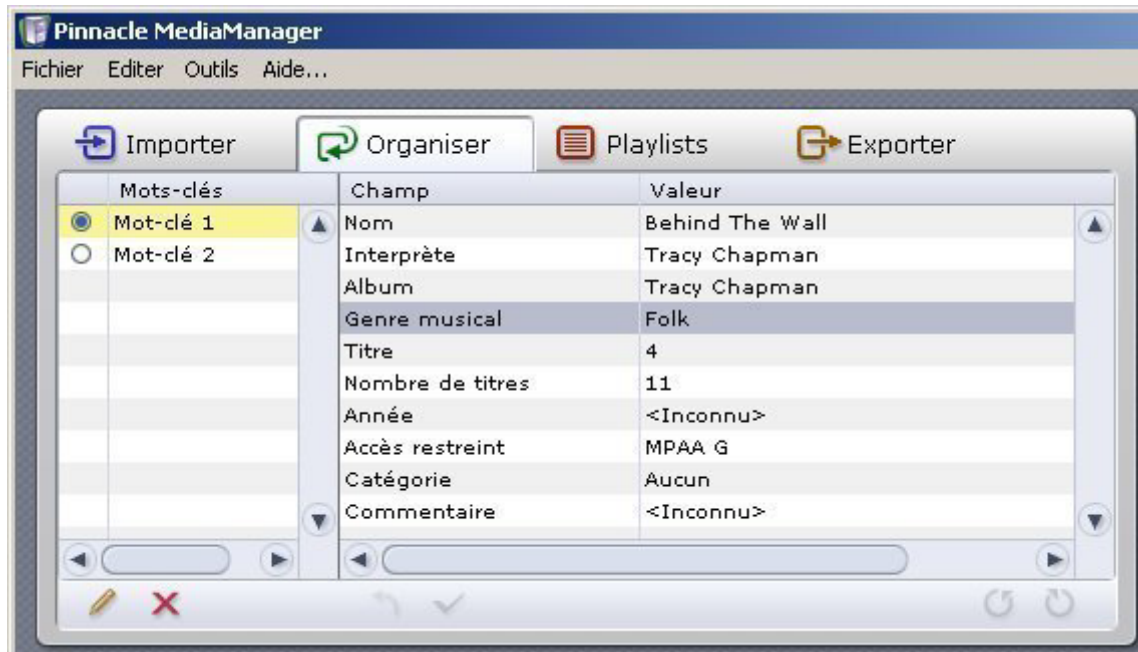 Pinnacle MediaManager
Fichier Editer Outils Aide...
Importer Organiser Playlists Exporter
Mots-clés Champ Valeur
Mot-clé 1 Nom Behind The Wall
Mot-clé 2 Interprète Tracy Chapman
Album Tracy Chapman
Genre musical Folk
Titre 4
Nombre de titres 11
Année <Inconnu>
Accès restreint MPAA G
Catégorie Aucun
Commentaire <Inconnu>